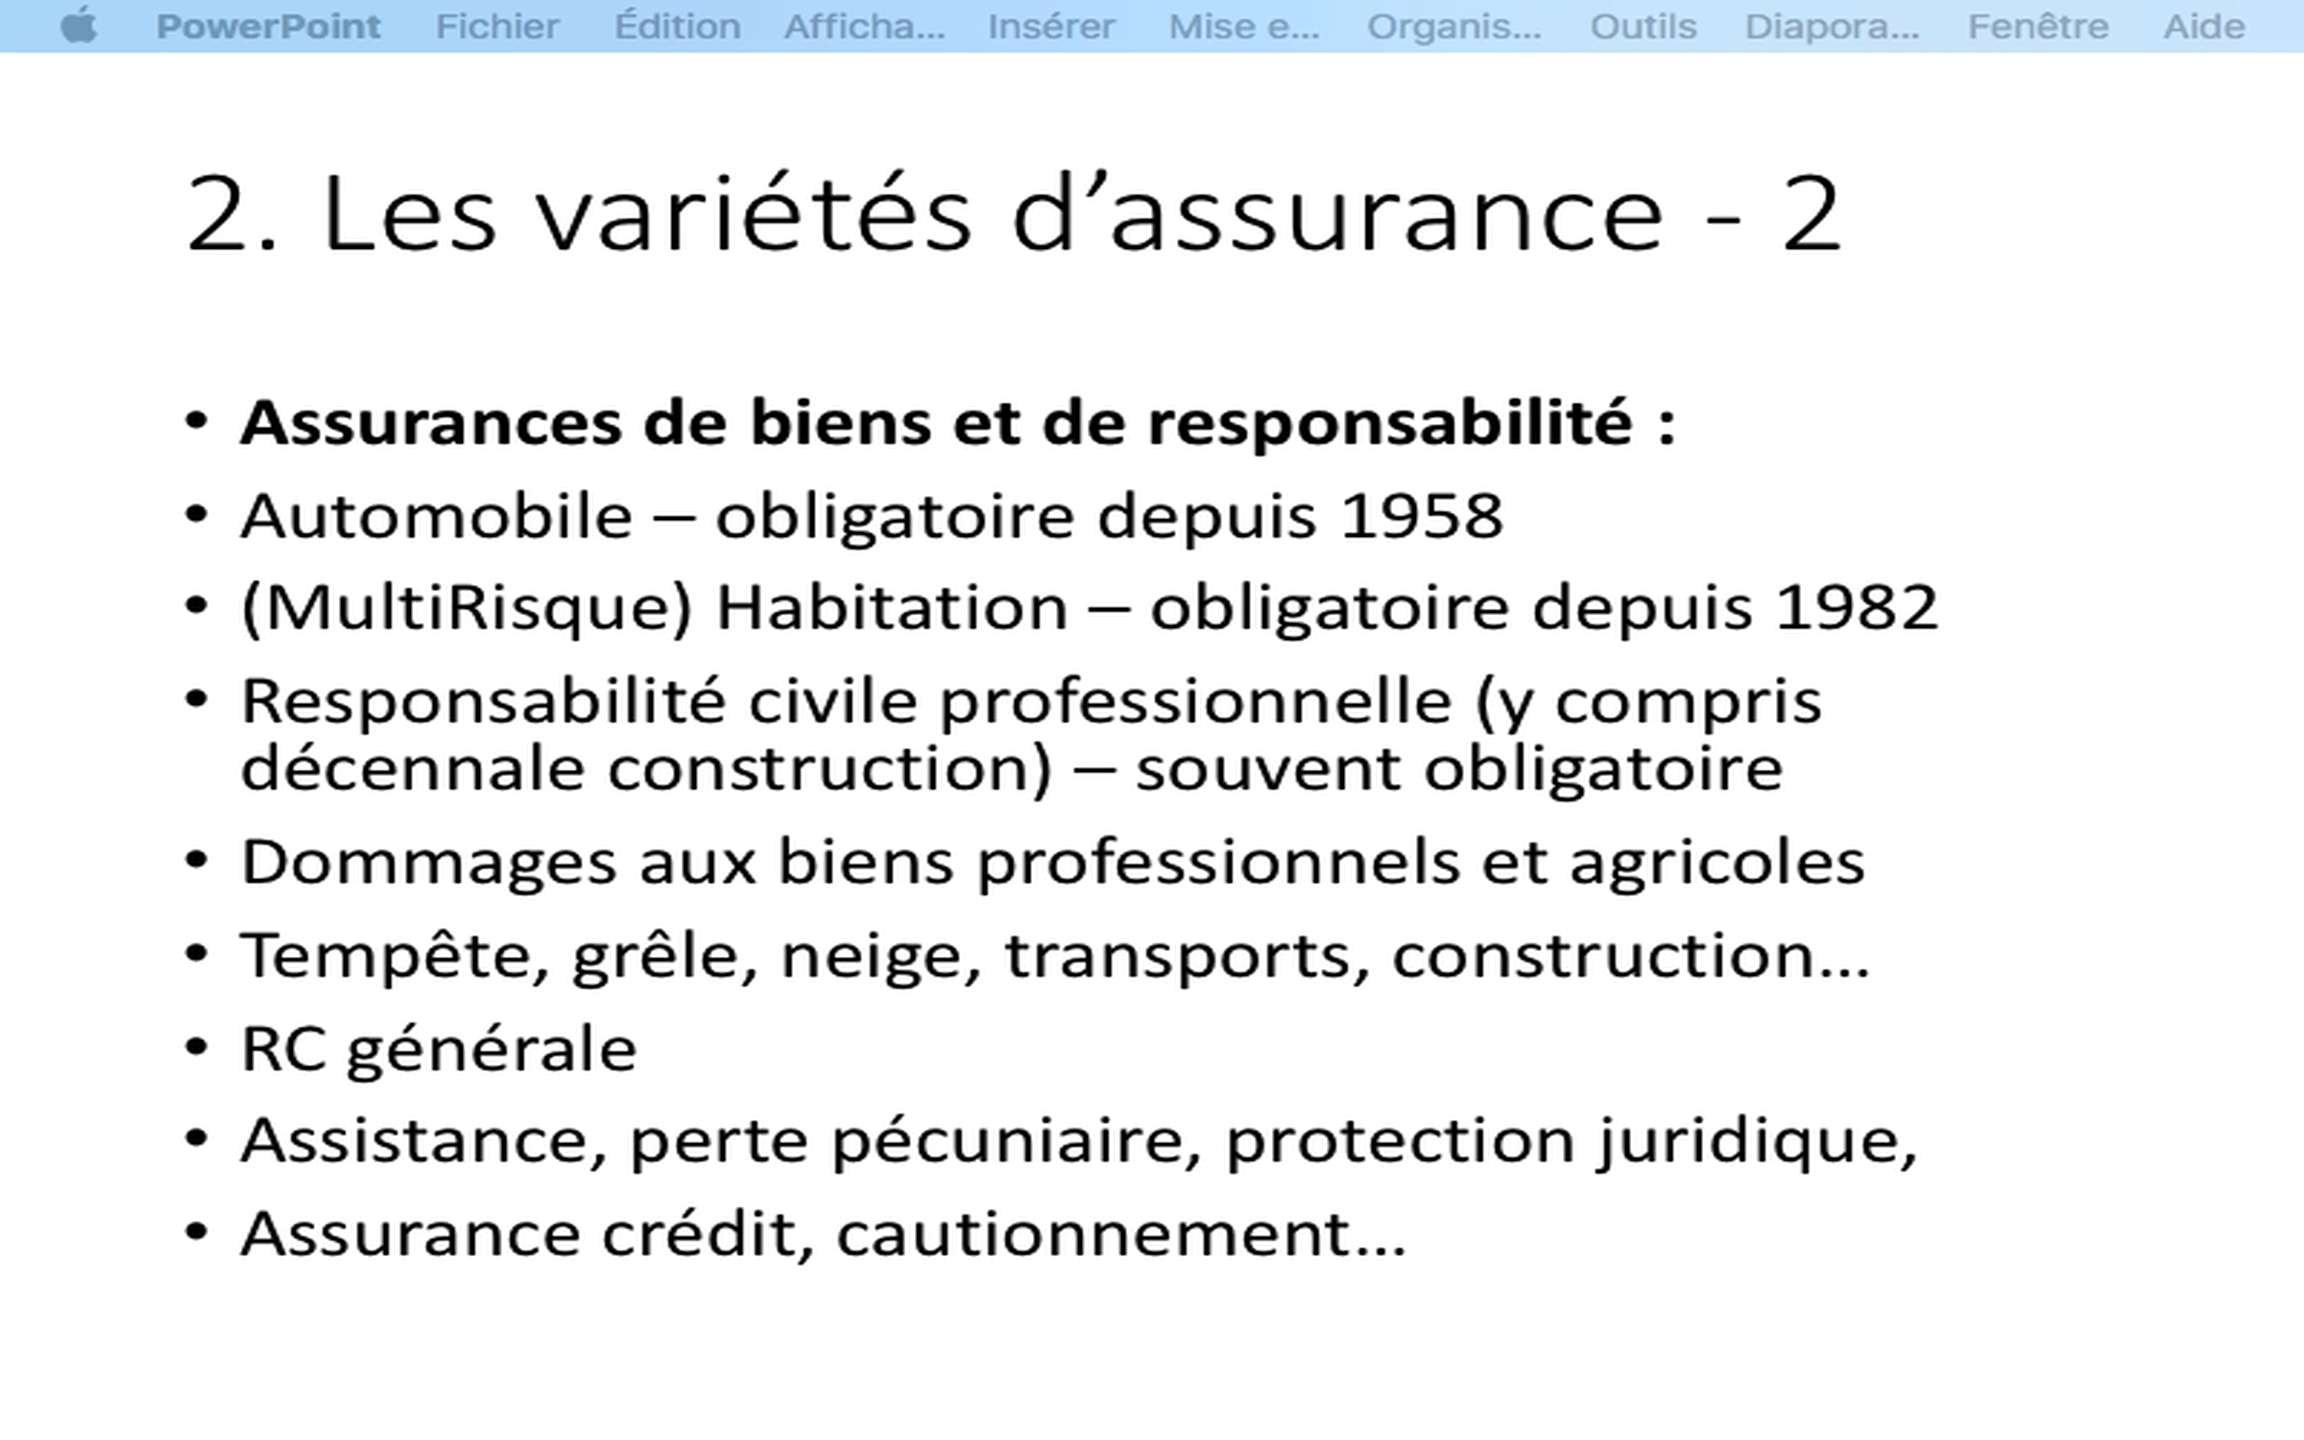 PowerPoint Fichier Édition Afficha... Insérer Mise e... Organis... Outils Diapora... Fenêtre Aide
2. Les variétés d’assurance - 2
• Assurances de biens et de responsabilité :
• Automobile – obligatoire depuis 1958
• (MultiRisque) Habitation – obligatoire depuis 1982
• Responsabilité civile professionnelle (y compris
décennale construction) – souvent obligatoire
• Dommages aux biens professionnels et agricoles
• Tempête, grêle, neige, transports, construction...
• RC générale
• Assistance, perte pécuniaire, protection juridique,
• Assurance crédit, cautionnement...